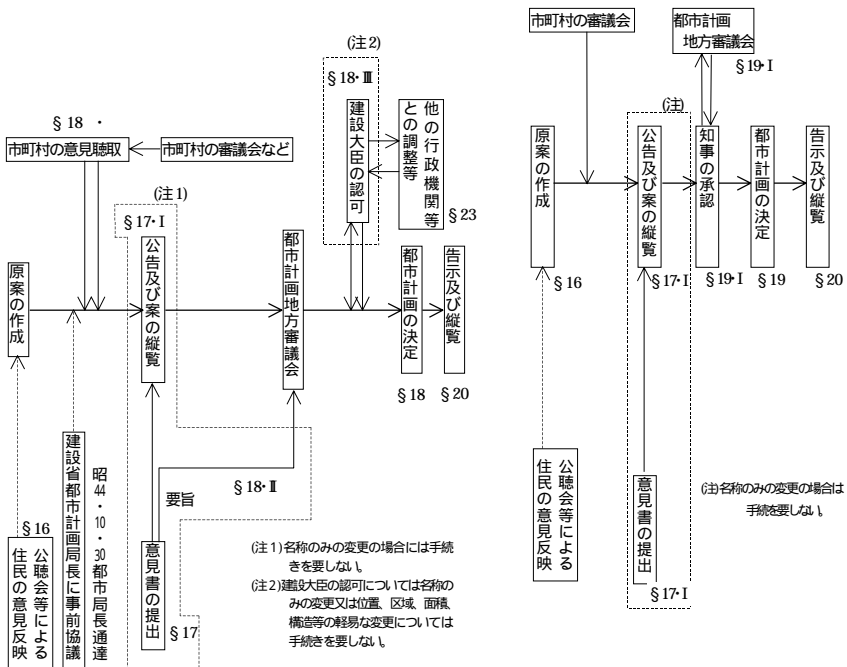 (注2)
§18・Ⅲ
建設大臣の認可
他の行政機関等
との調整等
§23
§18・
市町村の意見聴取
市町村の審議会など
(注1)
§17・Ⅰ
公告及び案の縦覧
原案の作成
都市計画地方審議会
都市計画の決定
告示及び縦覧
§18
§20
§18・Ⅱ
要旨
意見書の提出
§17
建設省都市計画局長に事前協議
昭44・10・30都市局長通達
§16
公聴会等による
住民の意見反映
(注1)名称のみの変更の場合には手続
きを要しない。
(注2)建設大臣の認可については名称の
みの変更又は位置、区域、面積、
構造等の軽易な変更については
手続きを要しない。
市町村の審議会
都市計画
地方審議会
§19・Ⅰ
(注)
原案の作成
§16
公告及び案の縦覧
§17・Ⅰ
知事の承認
§19・Ⅰ
都市計画の決定
§19
告示及び縦覧
§20
公聴会等による
住民の意見反映
意見書の提出
§17・Ⅰ
(注)名称のみの変更の場合は
手続を要しない。